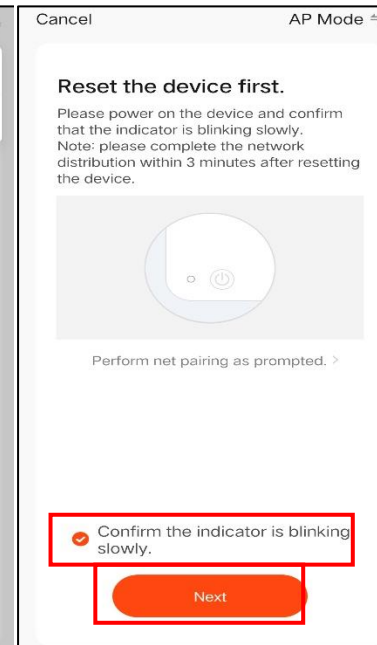 Cancel AP Mode
Reset the device first.
Please power on the device and confirm
that the indicator is blinking slowly.
Note: please complete the network
distribution within 3 minutes after resetting
the device.
Perform net pairing as prompted. >
Confirm the indicator is blinking
slowly.
Next